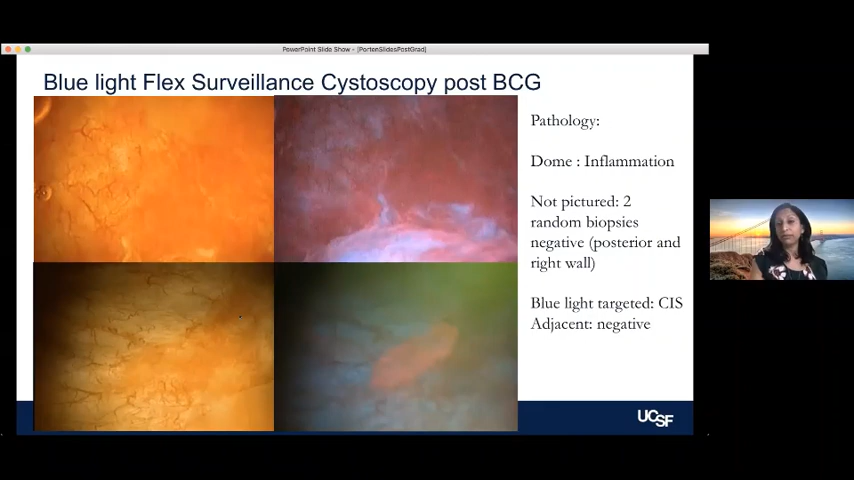 PowerPoint Slide Show - [PortenSlidesPostGrad]
Blue light Flex Surveillance Cystoscopy post BCG
Pathology:
Dome : Inflammation
Not pictured: 2
random biopsies
negative (posterior and
right wall)
Blue light targeted: CIS
Adjacent: negative
UCSF